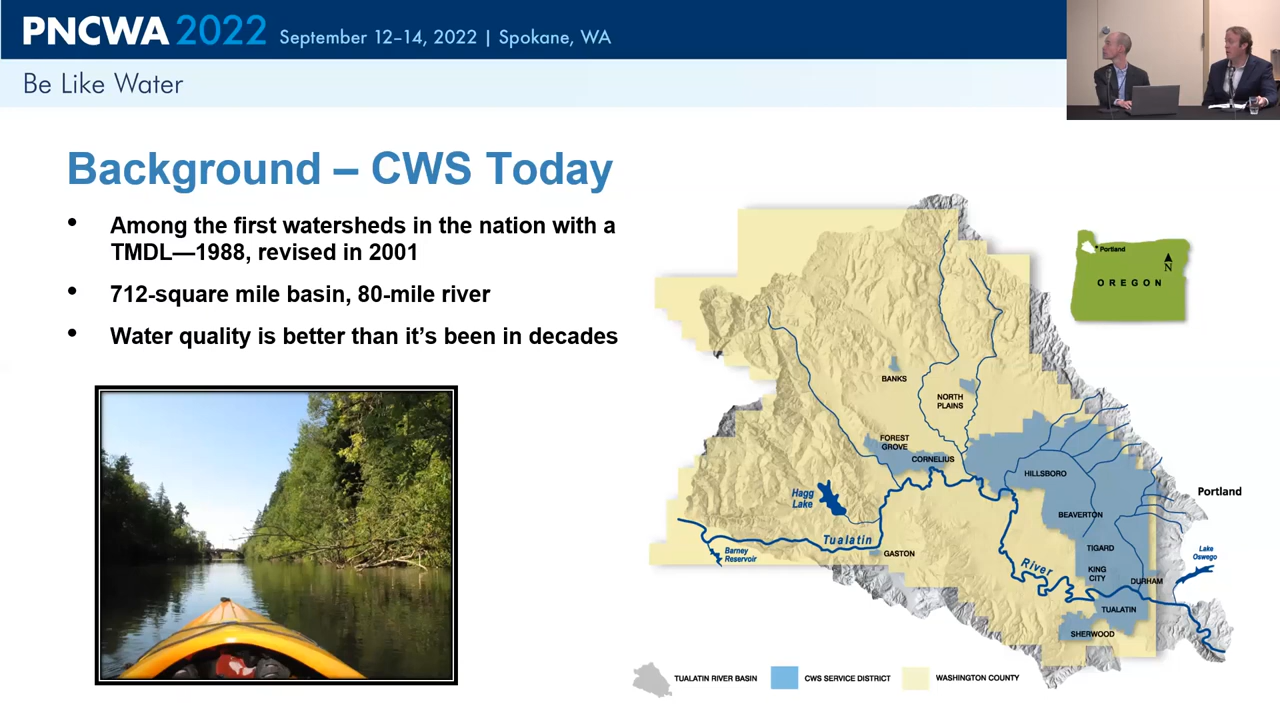 PNCWA 2022 September 12–14, 2022 | Spokane, WA
Be Like Water
Background – CWS Today
• Among the first watersheds in the nation with a
TMDL—1988, revised in 2001
• 712-square mile basin, 80-mile river
• Water quality is better than it’s been in decades
Portland
N
OREGON
BANKS
NORTH
PLAINS
FOREST
GROVE
CORNELIUS
HILLSBORO
Hagg
Lake
Portland
BEAVERTON
Tualatin
River
Barney
Reservoir
GASTON
TIGARD
KING
CITY
DURHAM
Lake
Oswego
TUALATIN
SHERWOOD
TUALATIN RIVER BASIN
CWS SERVICE DISTRICT
WASHINGTON COUNTY